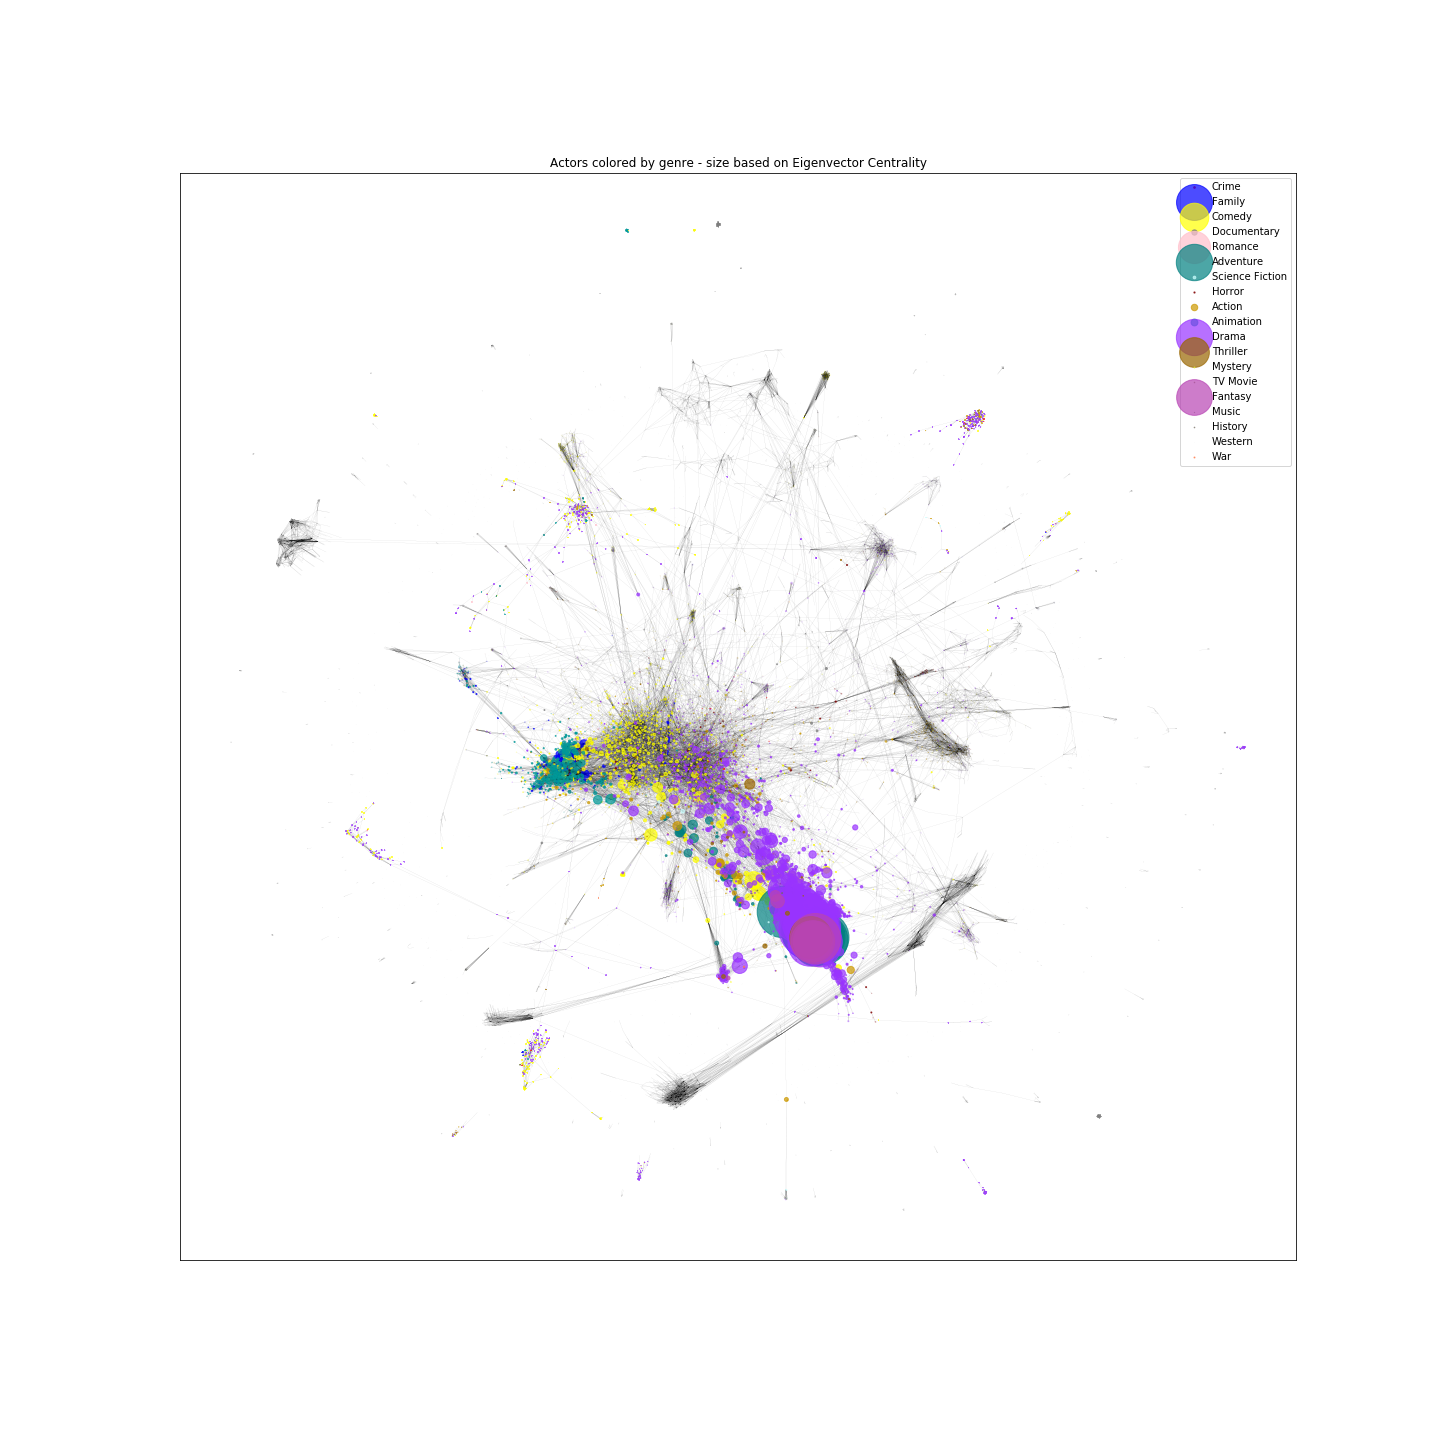 Actors colored by genre - size based on Eigenvector Centrality
Crime
Family
Comedy
Documentary
Romance
Adventure
Science Fiction
Horror
Action
Animation
Drama
Thriller
Mystery
TV Movie
Fantasy
Music
History
Western
War